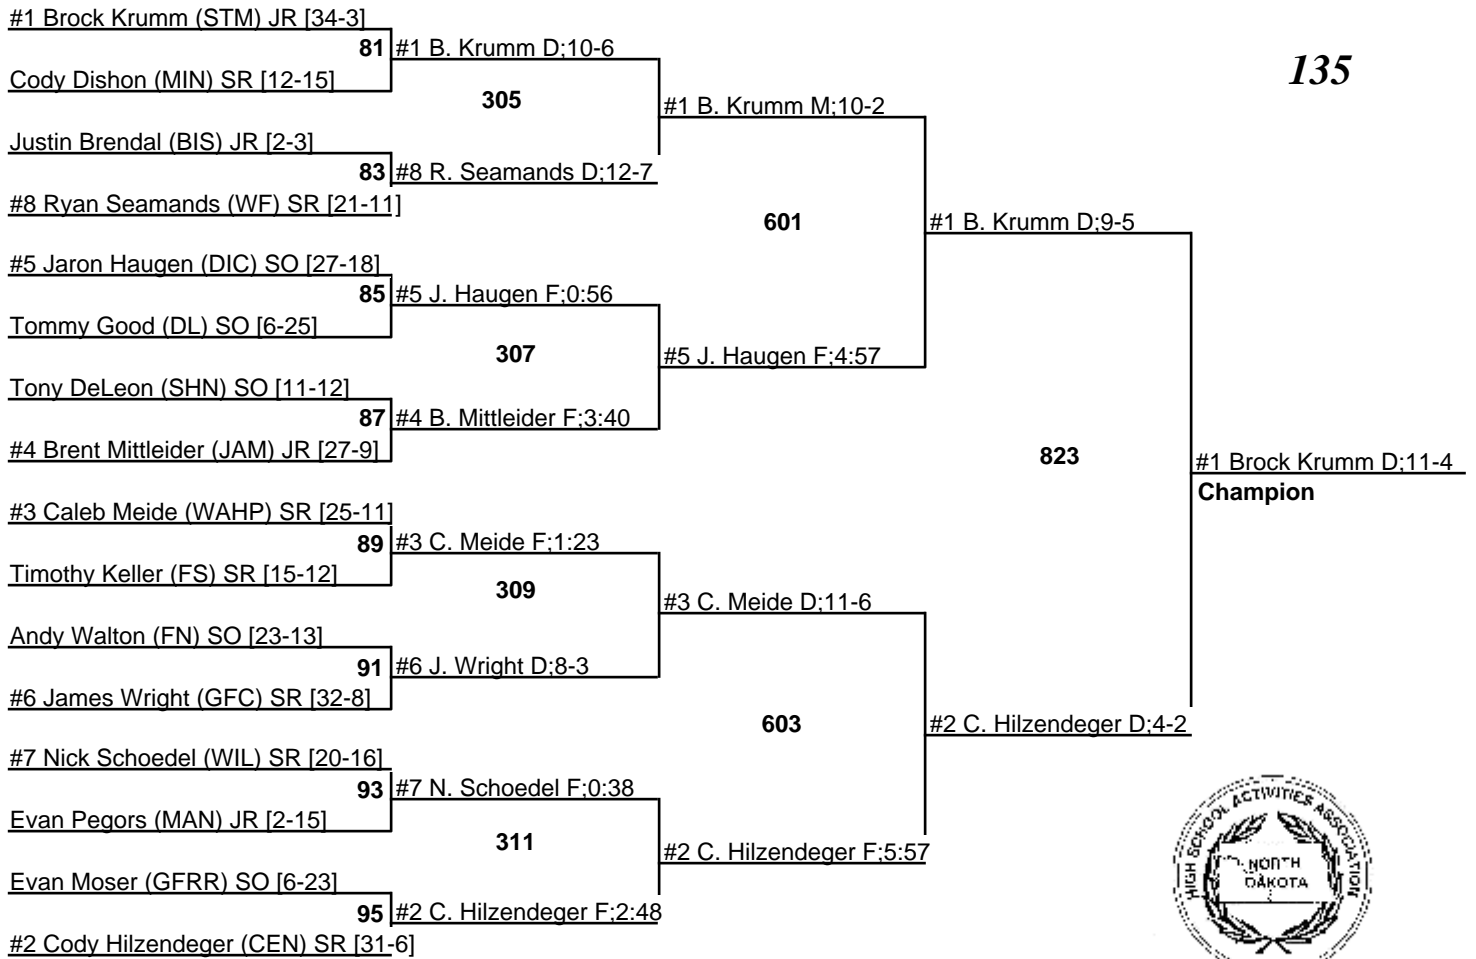 #1 Brock Krumm (STM) JR [34-3]
81 #1 B. Krumm D;10-6
135
Cody Dishon (MIN) SR [12-15]
305
#1 B. Krumm M;10-2
Justin Brendal (BIS) JR [2-3]
83 #8 R. Seamands D;12-7
#8 Ryan Seamands (WF) SR [21-11]
601
#1 B. Krumm D;9-5
#5 Jaron Haugen (DIC) SO [27-18]
85 #5 J. Haugen F;0:56
Tommy Good (DL) SO [6-25]
307
#5 J. Haugen F;4:57
Tony DeLeon (SHN) SO [11-12]
87 #4 B. Mittleider F;3:40
#4 Brent Mittleider (JAM) JR [27-9]
823
#1 Brock Krumm D;11-4
Champion
#3 Caleb Meide (WAHP) SR [25-11]
89 #3 C. Meide F;1:23
Timothy Keller (FS) SR [15-12]
309
#3 C. Meide D;11-6
Andy Walton (FN) SO [23-13]
91 #6 J. Wright D;8-3
#6 James Wright (GFC) SR [32-8]
603
#2 C. Hilzendeger D;4-2
#7 Nick Schoedel (WIL) SR [20-16]
93 #7 N. Schoedel F;0:38
Evan Pegors (MAN) JR [2-15]
311
#2 C. Hilzendeger F;5:57
Evan Moser (GFRR) SO [6-23]
95 #2 C. Hilzendeger F;2:48
#2 Cody Hilzendeger (CEN) SR [31-6]
HIGH SCHOOL ACTIVITIES ASSOCIATION
NORTH
DAKOTA